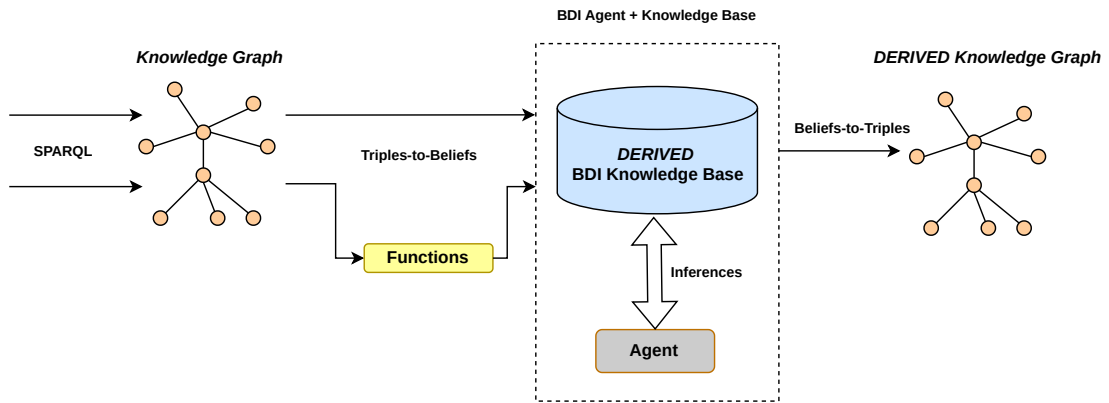 BDI Agent + Knowledge Base
Knowledge Graph
DERIVED Knowledge Graph
SPARQL
Triples-to-Beliefs
DERIVED
BDI Knowledge Base
Beliefs-to-Triples
Functions
Inferences
Agent